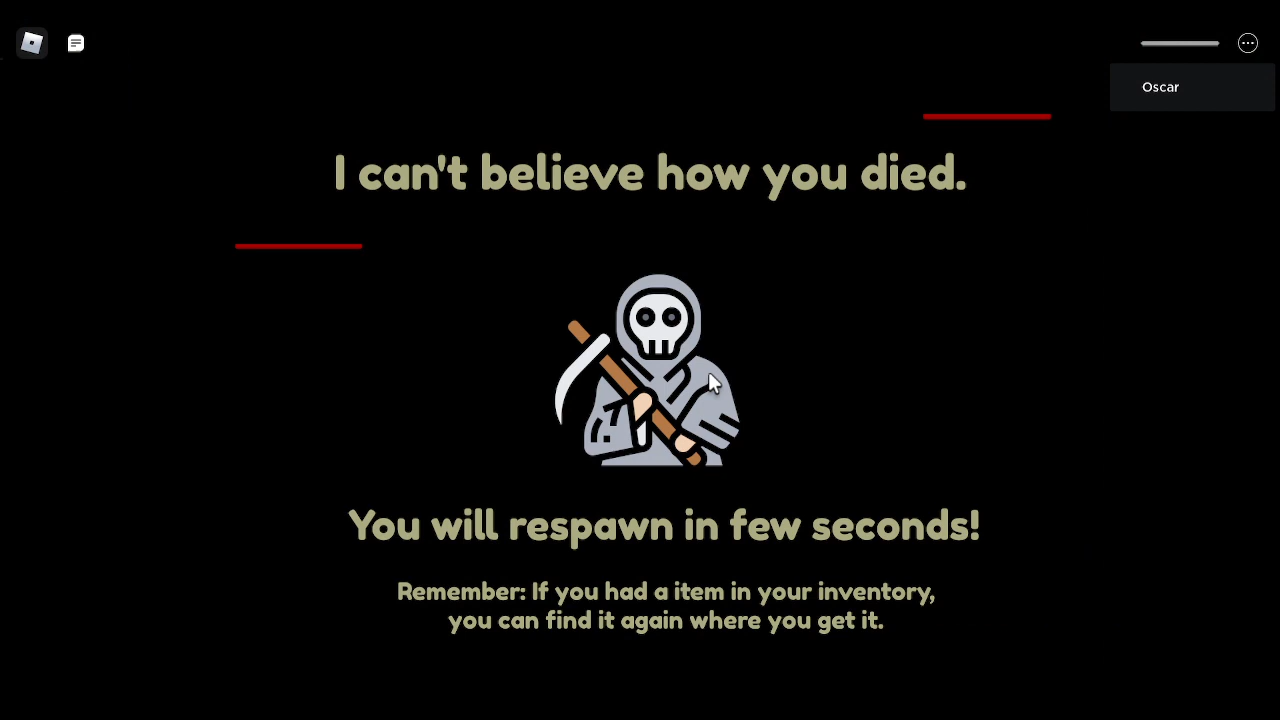 Oscar
I can't believe how you died.
You will respawn in few seconds!
Remember: If you had a item in your inventory,
you can find it again where you get it.